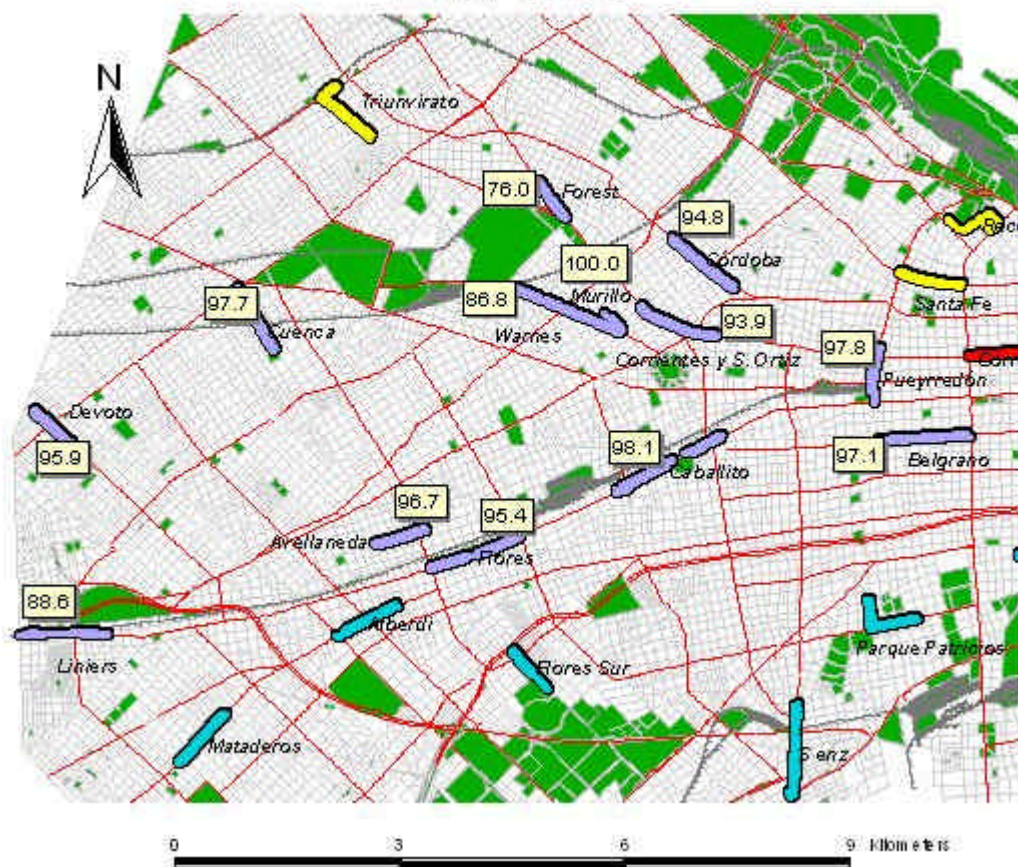 N
Triunvirato
76.0
Forest
94.8
Córdoba
100.0
Santa Fe
97.7
Cuenca
86.8
Murillo
Warnes
93.9
Corrientes y S. Ortiz
97.8
Pueyrredón
Devoto
95.9
98.1
Caballito
97.1
Belgrano
96.7
Avellaneda
95.4
Flores
88.6
Liniers
Alberdi
Flores Sur
Parque Patricios
Mataderos
S enz
0 3 6 9 Kilometers